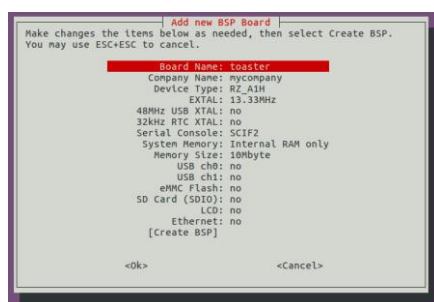 Add new BSP Board
Make changes the items below as needed, then select Create BSP.
You may use ESC+ESC to cancel.
Board Name: toaster
Company Name: mycompany
Device Type: RZ_A1H
EXTAL: 13.33MHz
48MHz USB XTAL: no
32kHz RTC XTAL: no
Serial Console: SCIF2
System Memory: Internal RAM only
Memory Size: 10Mbyte
USB ch0: no
USB ch1: no
eMMC Flash: no
SD Card (SDIO): no
LCD: no
Ethernet: no
[Create BSP]
<Ok> <Cancel>